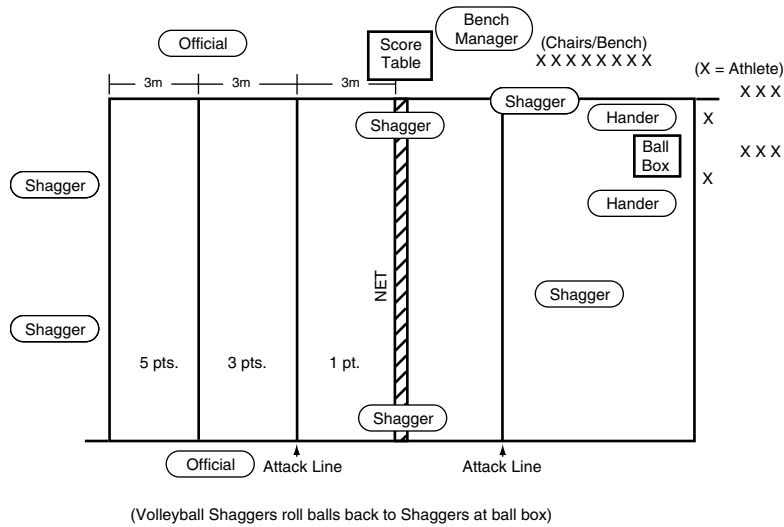 Bench
Manager
Official
Score
Table
(Chairs/Bench)
X X X X X X X X
(X = Athlete)
3m 3m 3m
X X X
Shagger
Hander
X
Shagger
Ball
Box
X X X
Shagger
X
Hander
NET
Shagger
Shagger
5 pts. 3 pts. 1 pt.
Shagger
Official
Attack Line
Attack Line
(Volleyball Shaggers roll balls back to Shaggers at ball box)